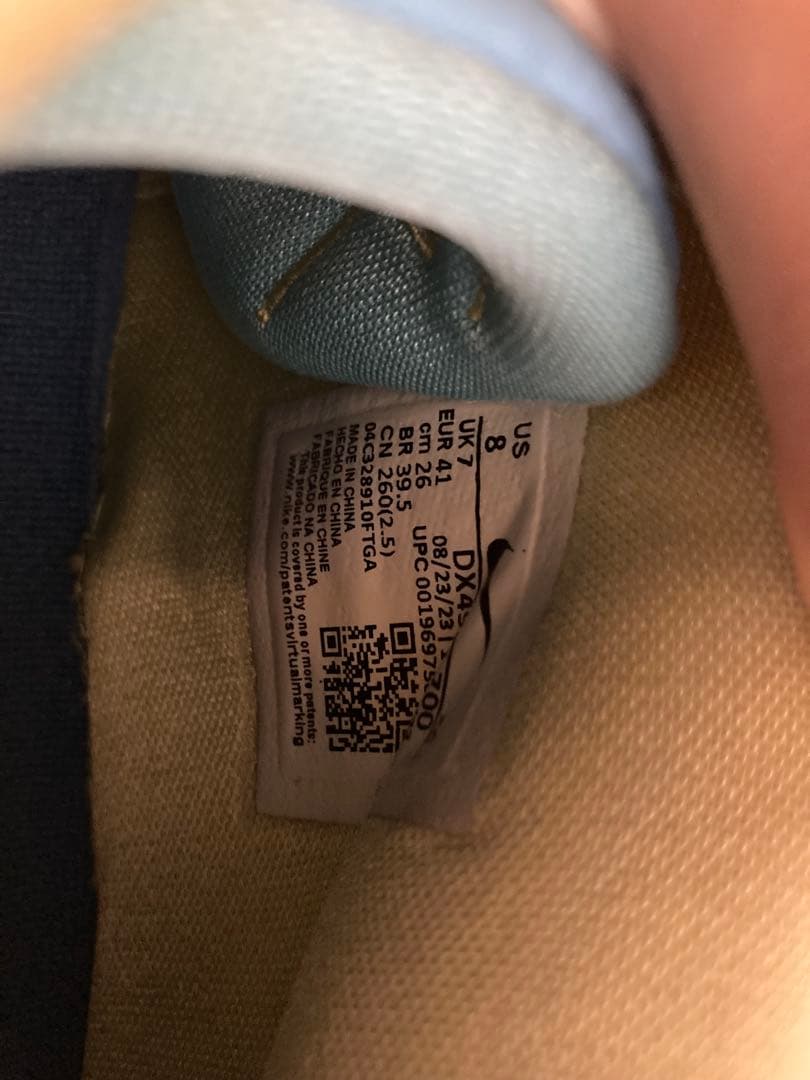 US
8
UK 7
EUR 41
cm 26
BR 39.5
CN 260(2.5)
04C328910FTGA
MADE IN CHINA
HECHO EN CHINA
FABRIQUE EN CHINE
FABRICADO NA CHINA
This product is covered by one or more patents:
www.nike.com/patentsvirtualmarking
08/23/23
UPC